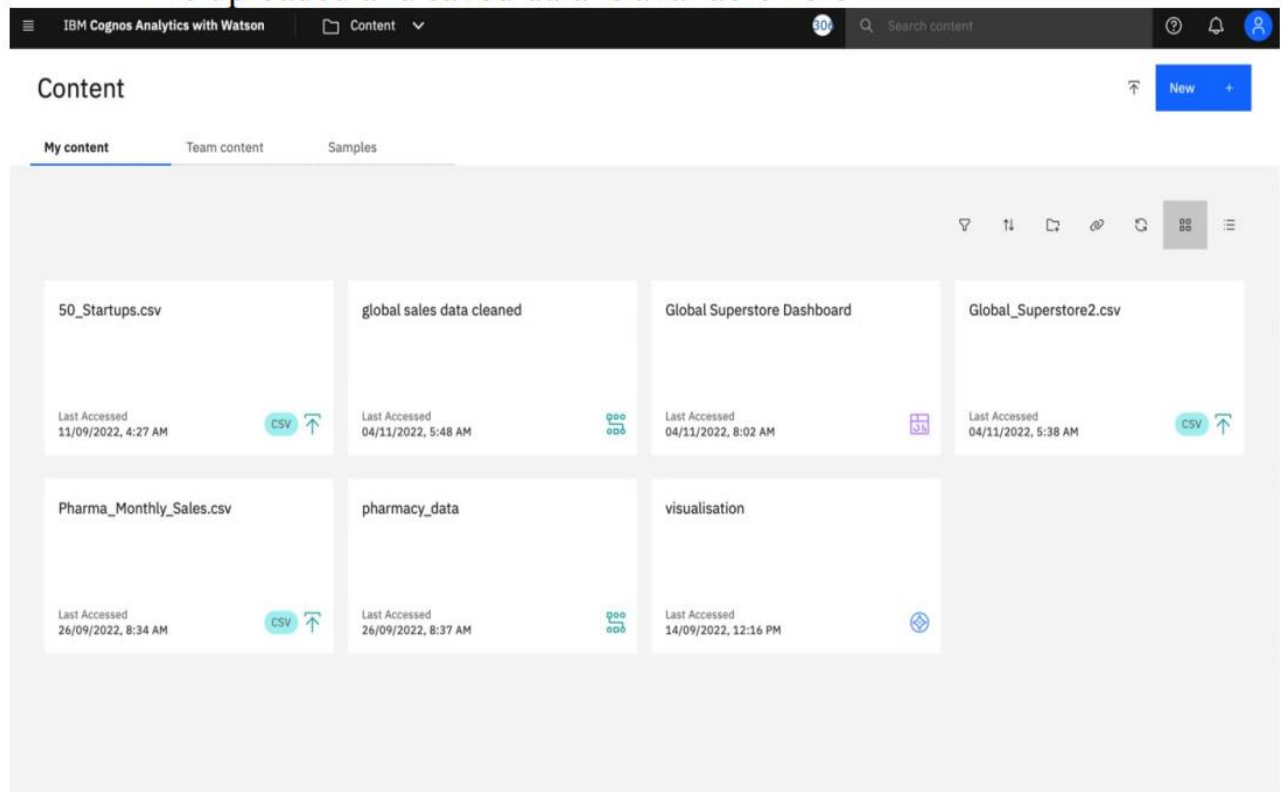 IBM Cognos Analytics with Watson
Content
306
Search content
Content
New +
My content
Team content
Samples
50_Startups.csv
Last Accessed
11/09/2022, 4:27 AM
CSV
global sales data cleaned
Last Accessed
04/11/2022, 5:48 AM
Global Superstore Dashboard
Last Accessed
04/11/2022, 8:02 AM
Global_Superstore2.csv
Last Accessed
04/11/2022, 5:38 AM
CSV
Pharma_Monthly_Sales.csv
Last Accessed
26/09/2022, 8:34 AM
CSV
pharmacy_data
Last Accessed
26/09/2022, 8:37 AM
visualisation
Last Accessed
14/09/2022, 12:16 PM